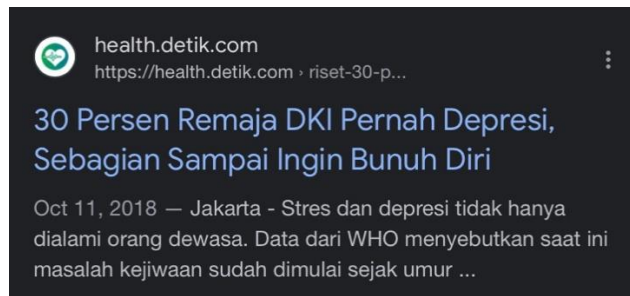 health.detik.com
https://health.detik.com › riset-30-p...
30 Persen Remaja DKI Pernah Depresi,
Sebagian Sampai Ingin Bunuh Diri
Oct 11, 2018 — Jakarta - Stres dan depresi tidak hanya
dialami orang dewasa. Data dari WHO menyebutkan saat ini
masalah kejiwaan sudah dimulai sejak umur ...